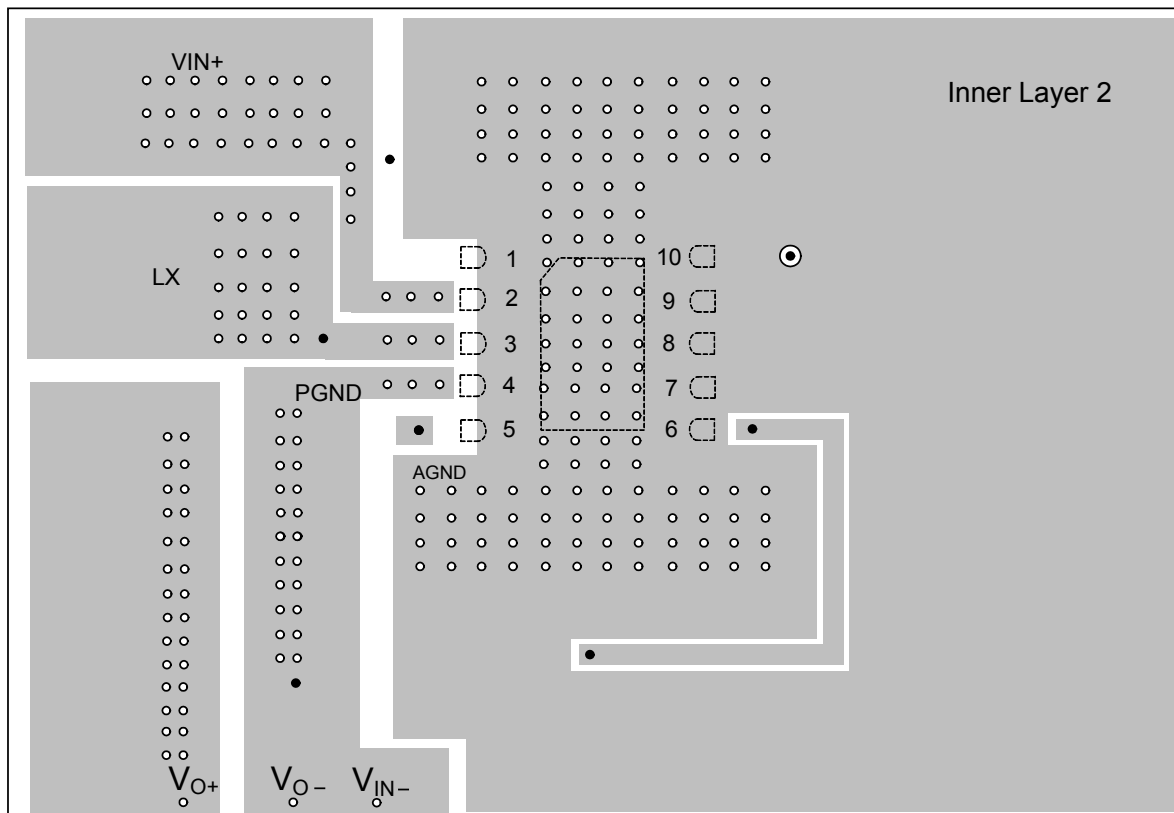 VIN+
Inner Layer 2
LX
1 10
2 9
3 8
PGND 4 7
5 6
AGND
VO+ VO− VIN−